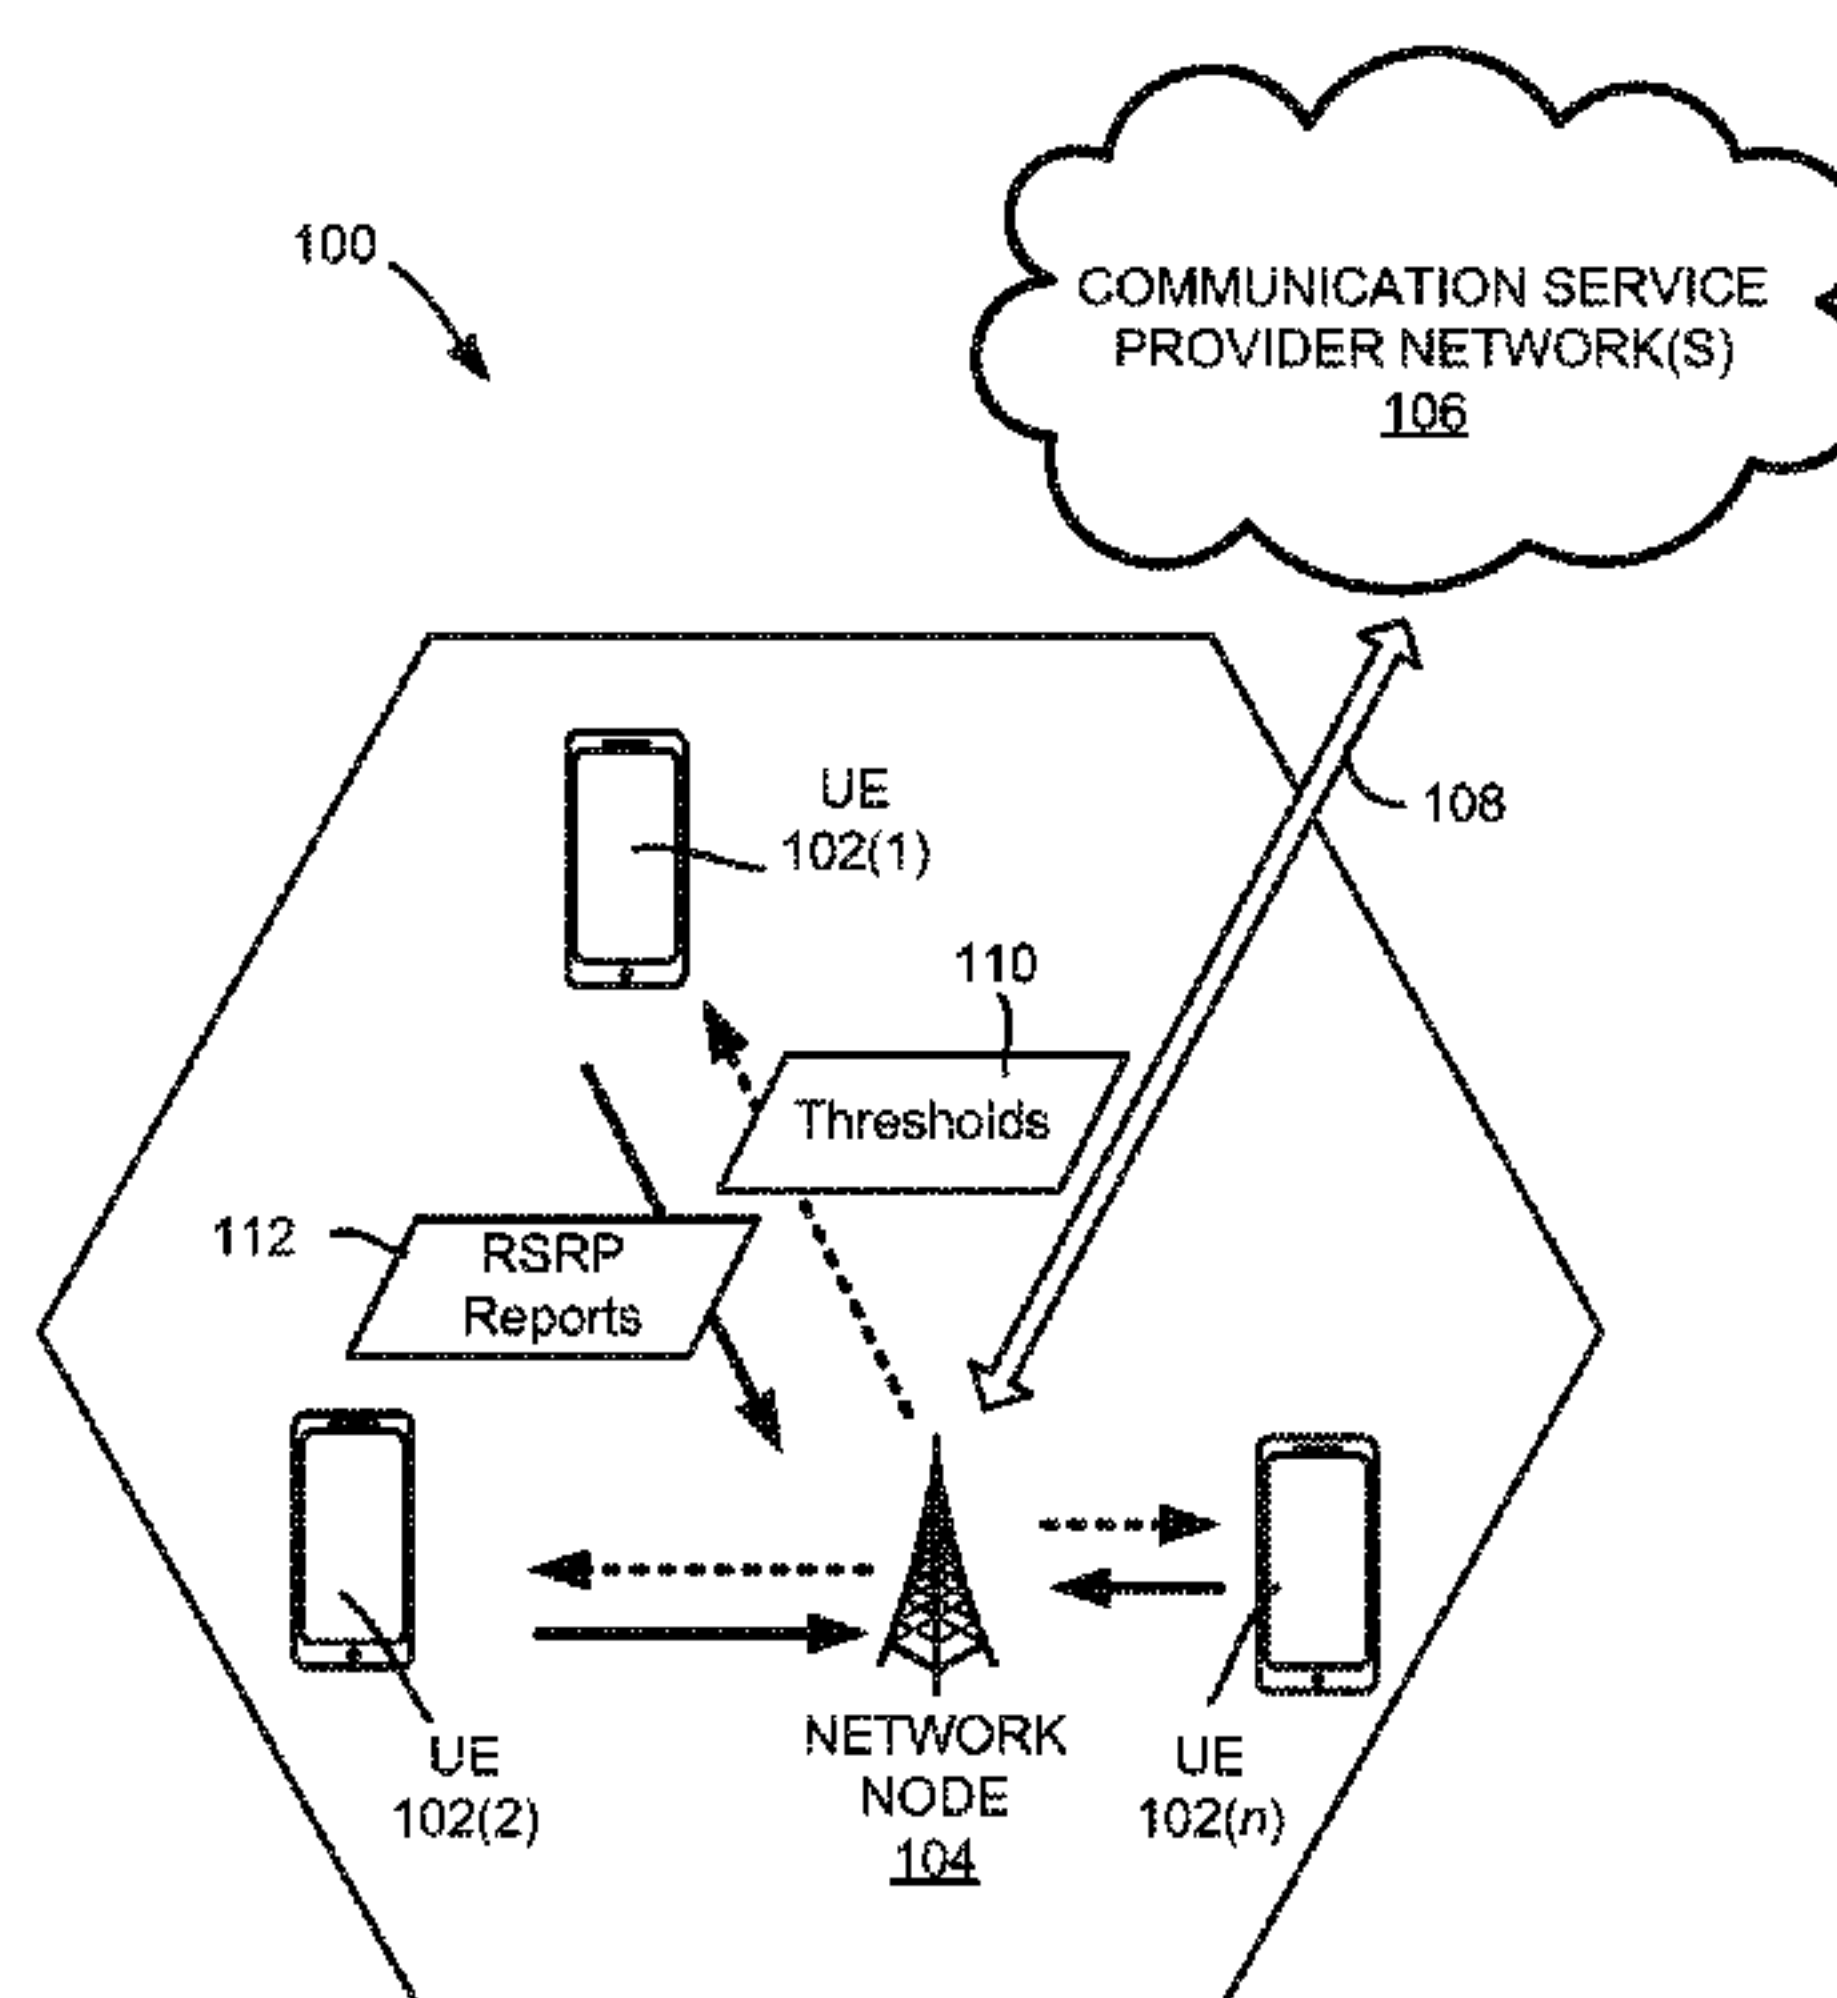 100
COMMUNICATION SERVICE
PROVIDER NETWORK(S)
106
108
UE
102(1)
110
Thresholds
112
RSRP
Reports
UE
102(2)
NETWORK
NODE
104
UE
102(n)